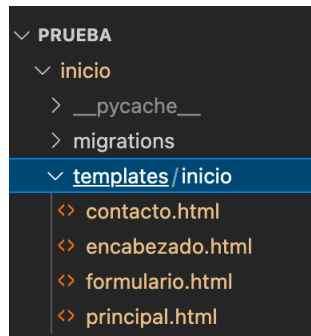 PRUEBA
inicio
__pycache__
migrations
templates/inicio
contacto.html
encabezado.html
formulario.html
principal.html